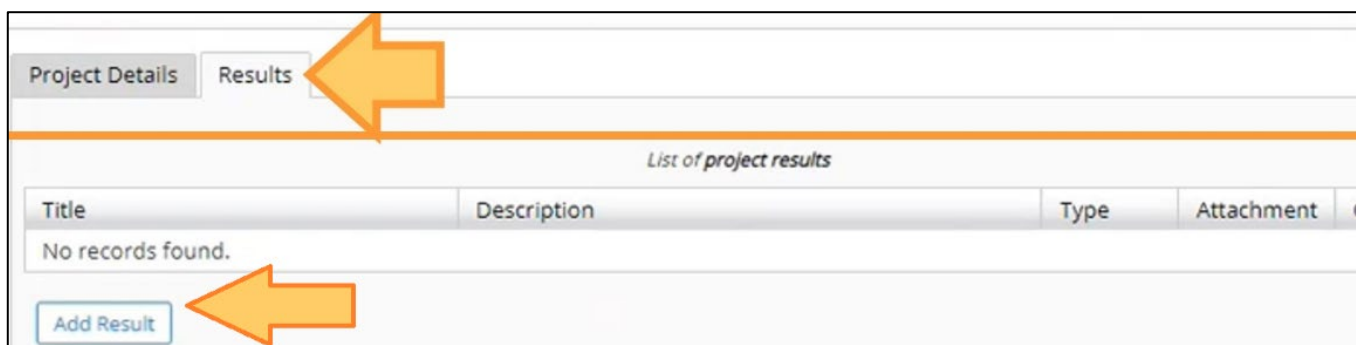 Project Details Results
List of project results
Title Description Type Attachment
No records found.
Add Result